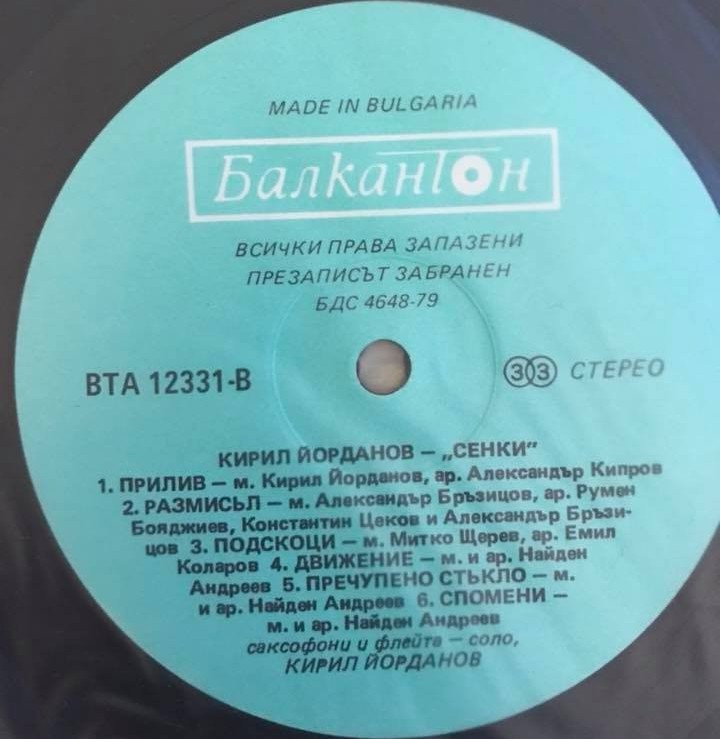 MADE IN BULGARIA
Балкантон
ВСИЧКИ ПРАВА ЗАПАЗЕНИ
ПРЕЗАПИСЪТ ЗАБРАНЕН
БДС 4648-79
ВТА 12331-В
33 СТЕРЕО
КИРИЛ ЙОРДАНОВ – „СЕНКИ”
1. ПРИЛИВ – м. Кирил Йорданов, ар. Александър Кипров
2. РАЗМИСЪЛ – м. Александър Бръзицов, ар. Румен
Бояджиев, Константин Цеков и Александър Бръзи-
цов 3. ПОДСКОЦИ – м. Митко Щерев, ар. Емил
Коларов 4. ДВИЖЕНИЕ – м. и ар. Найден
Андреев 5. ПРЕЧУПЕНО СТЪКЛО – м.
и ар. Найден Андреев 6. СПОМЕНИ –
м. и ар. Найден Андреев
саксофони и флейта – соло,
КИРИЛ ЙОРДАНОВ